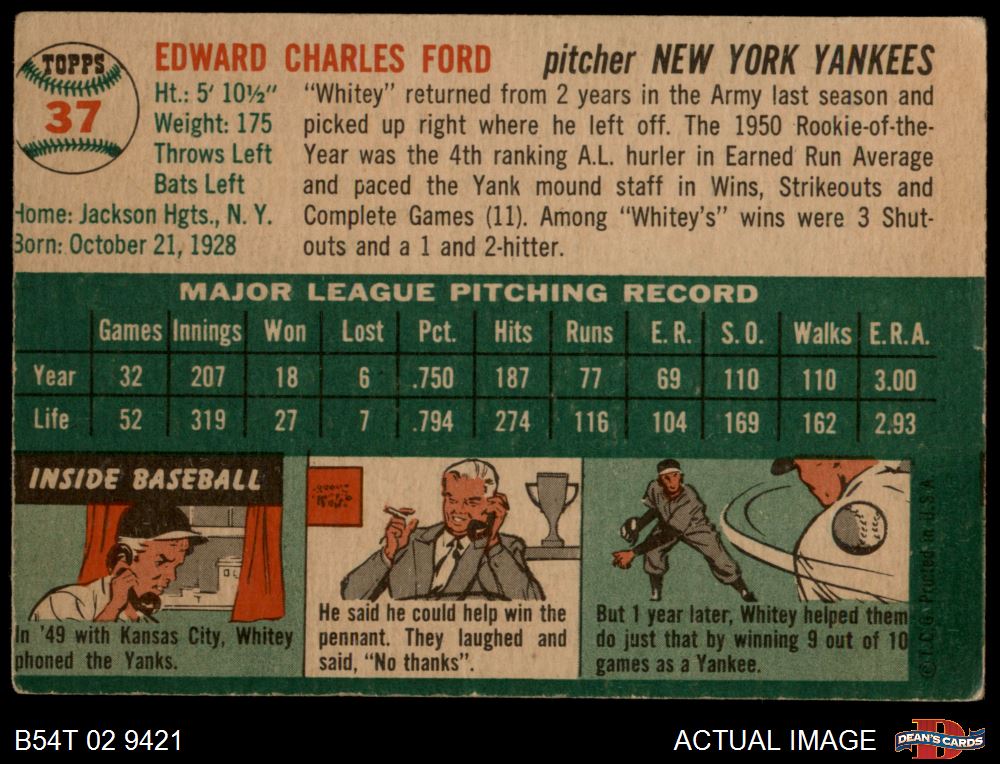 TOPPS
37
EDWARD CHARLES FORD pitcher NEW YORK YANKEES
Ht.: 5' 10½"
Weight: 175
Throws Left
Bats Left
Home: Jackson Hgts., N. Y.
Born: October 21, 1928
"Whitey" returned from 2 years in the Army last season and
picked up right where he left off. The 1950 Rookie-of-the-
Year was the 4th ranking A.L. hurler in Earned Run Average
and paced the Yank mound staff in Wins, Strikeouts and
Complete Games (11). Among "Whitey's" wins were 3 Shut-
outs and a 1 and 2-hitter.
MAJOR LEAGUE PITCHING RECORD
Games Innings Won Lost Pct. Hits Runs E. R. S. O. Walks E.R.A.
Year 32 207 18 6 .750 187 77 69 110 110 3.00
Life 52 319 27 7 .794 274 116 104 169 162 2.93
INSIDE BASEBALL
In '49 with Kansas City, Whitey
phoned the Yanks.
He said he could help win the
pennant. They laughed and
said, "No thanks".
But 1 year later, Whitey helped them
do just that by winning 9 out of 10
games as a Yankee.
© T.C.G. Printed in U.S.A.
B54T 02 9421
ACTUAL IMAGE
DEAN'S CARDS